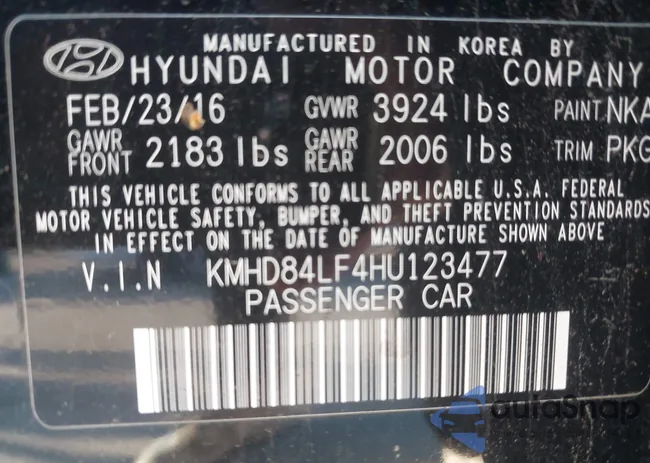 MANUFACTURED IN KOREA BY
HYUNDAI MOTOR COMPANY
FEB/23/16 GVWR 3924 lbs PAINT NKA
GAWR FRONT 2183 lbs GAWR REAR 2006 lbs TRIM PKG
THIS VEHICLE CONFORMS TO ALL APPLICABLE U.S.A. FEDERAL
MOTOR VEHICLE SAFETY, BUMPER, AND THEFT PREVENTION STANDARDS
IN EFFECT ON THE DATE OF MANUFACTURE SHOWN ABOVE
V.I.N KMHD84LF4HU123477
PASSENGER CAR